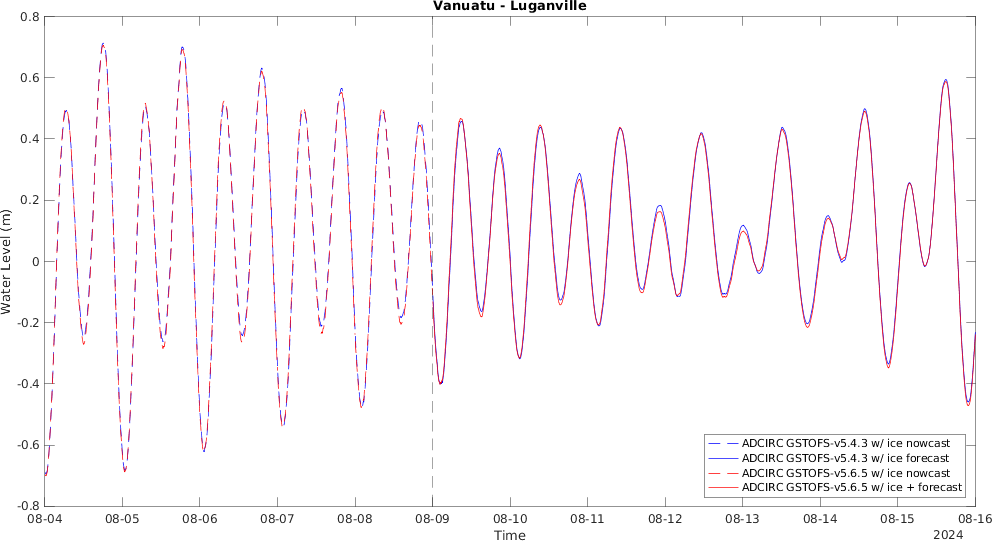 Vanuatu - Luganville
0.8
0.6
0.4
0.2
0
-0.2
-0.4
-0.6
-0.8
Water Level (m)
ADCIRC GSTOFS-v5.4.3 w/ ice nowcast
ADCIRC GSTOFS-v5.4.3 w/ ice forecast
ADCIRC GSTOFS-v5.6.5 w/ ice nowcast
ADCIRC GSTOFS-v5.6.5 w/ ice + forecast
08-04 08-05 08-06 08-07 08-08 08-09 08-10 08-11 08-12 08-13 08-14 08-15 08-16
Time
2024